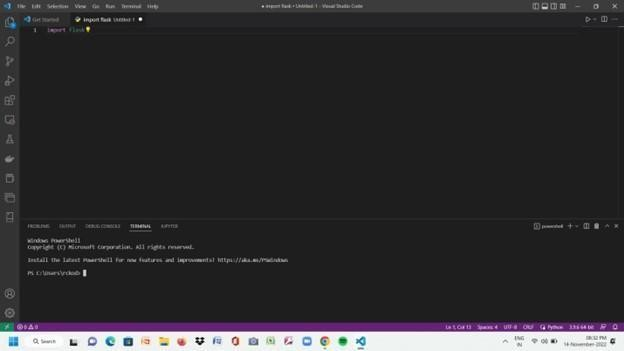 File Edit Selection View Go Run Terminal Help
● import flask • Untitled-1 - Visual Studio Code
Get Started
import flask Untitled-1 ●
1 import flask
PROBLEMS OUTPUT DEBUG CONSOLE TERMINAL JUPYTER
powershell
Windows PowerShell
Copyright (C) Microsoft Corporation. All rights reserved.
Install the latest PowerShell for new features and improvements! https://aka.ms/PSWindows
PS C:\Users\rckod>
0 0
Ln 1, Col 13 Spaces: 4 UTF-8 CRLF Python 3.9.6 64-bit
Search
ENG
IN
08:32 PM
14-November-2022